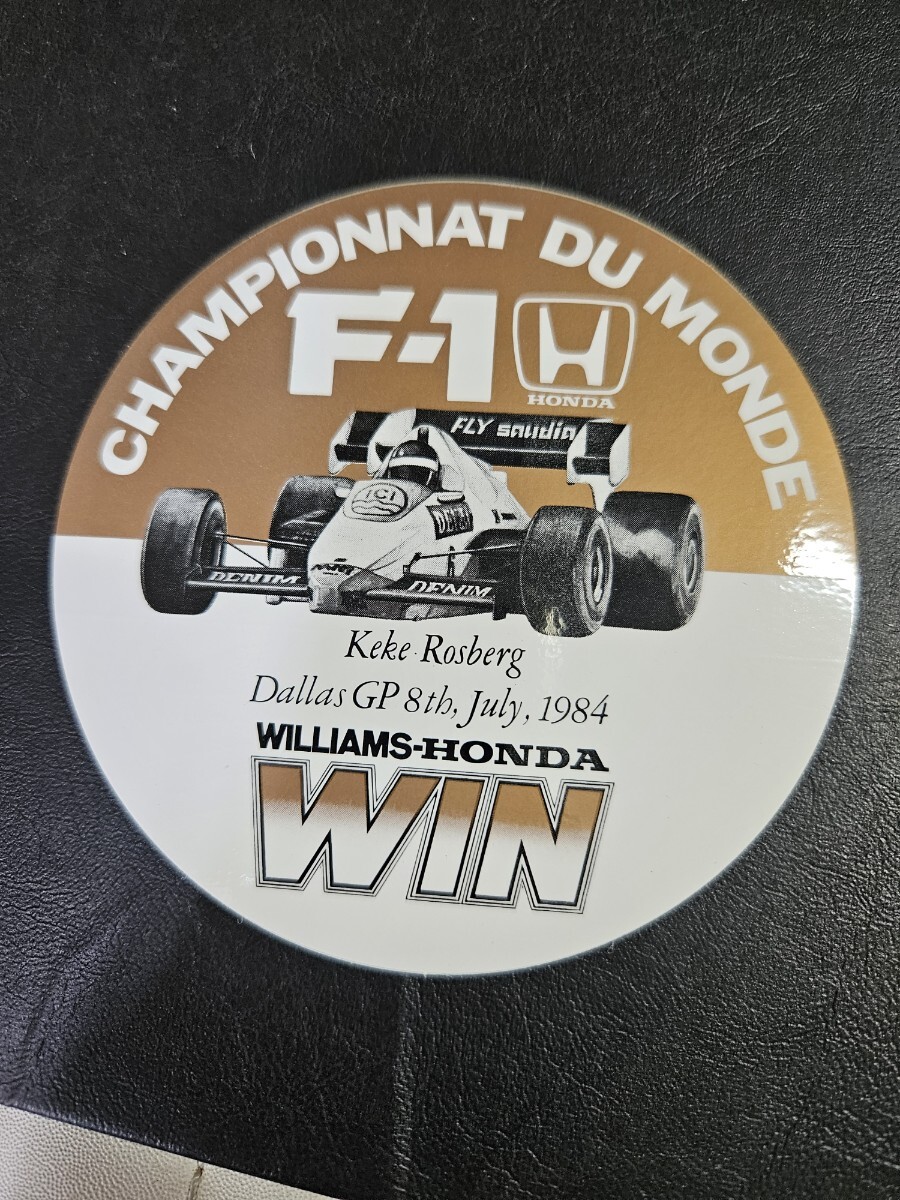 CHAMPIONNAT DU MONDE
F-1
HONDA
FLY saudia
ICI
DENIM
DENIM
Keke Rosberg
Dallas GP 8th, July, 1984
WILLIAMS-HONDA
WIN